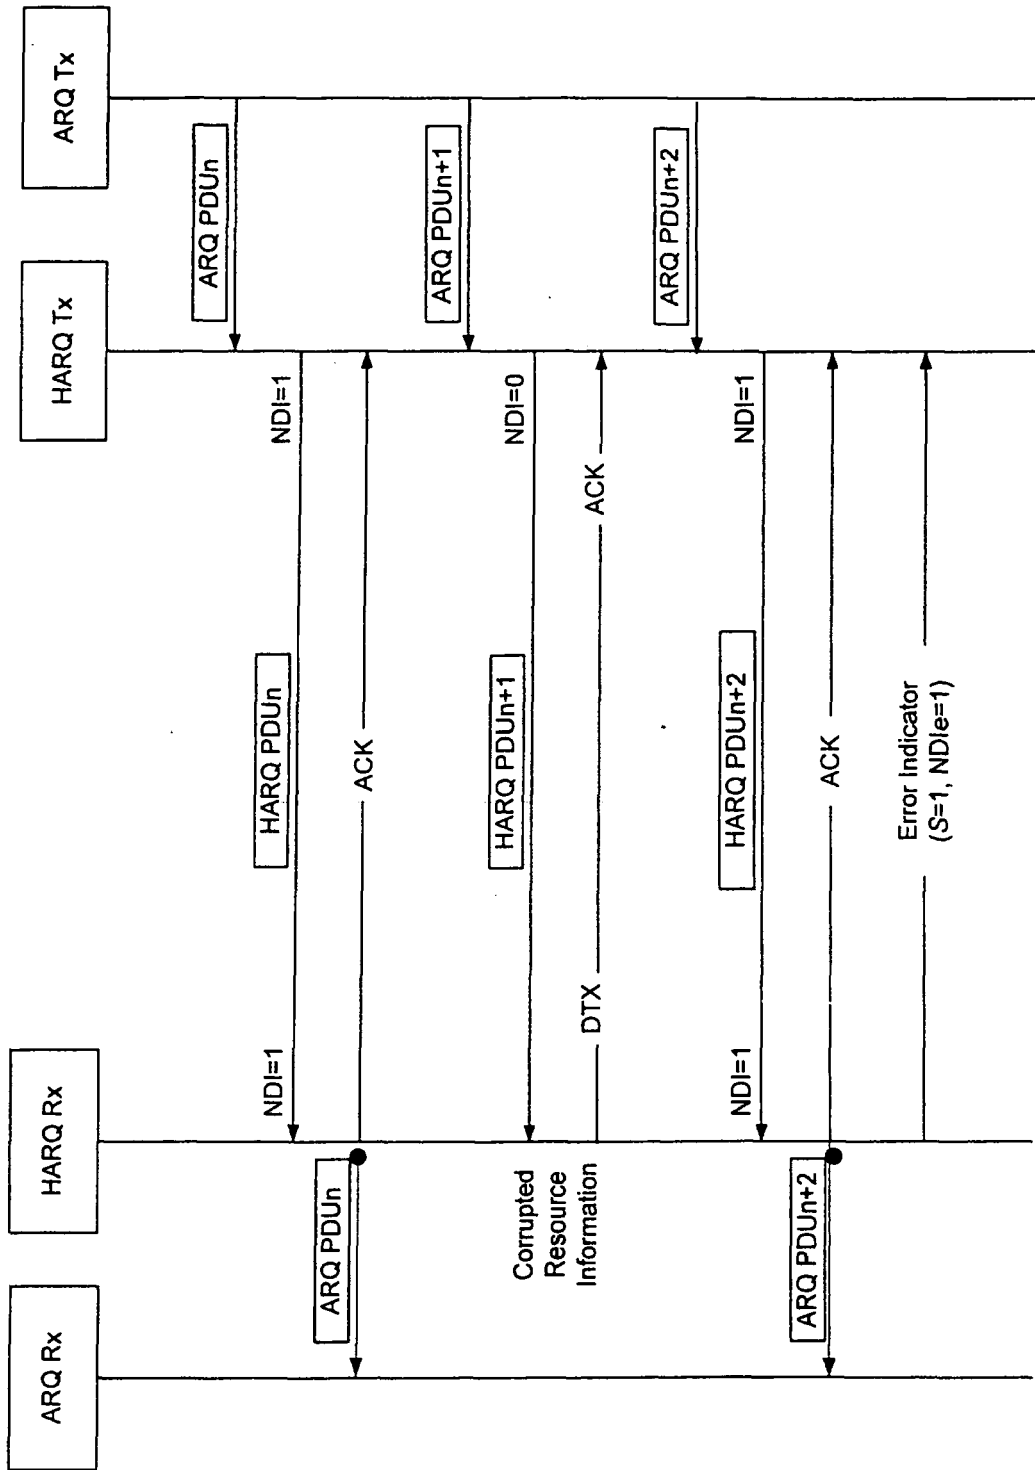 ARQ Rx
HARQ Rx
HARQ Tx
ARQ Tx
ARQ PDUn
NDI=1
HARQ PDUn
NDI=1
ARQ PDUn
ACK
ARQ PDUn+1
HARQ PDUn+1
NDI=0
Corrupted
Resource
Information
DTX
ACK
ARQ PDUn+2
NDI=1
HARQ PDUn+2
NDI=1
ARQ PDUn+2
ACK
Error Indicator
(S=1, NDIe=1)